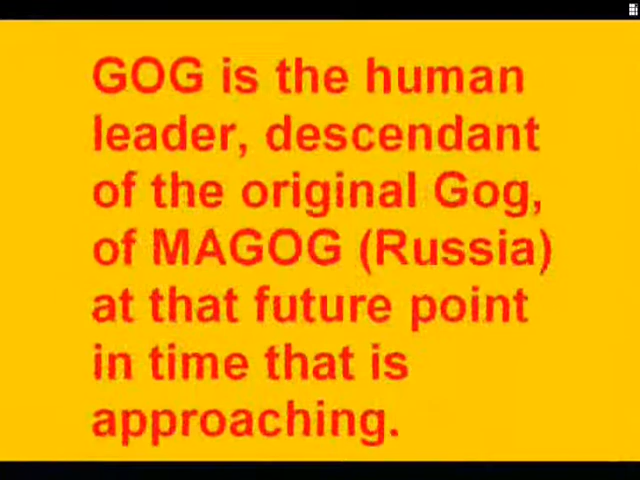 GOG is the human
leader, descendant
of the original Gog,
of MAGOG (Russia)
at that future point
in time that is
approaching.